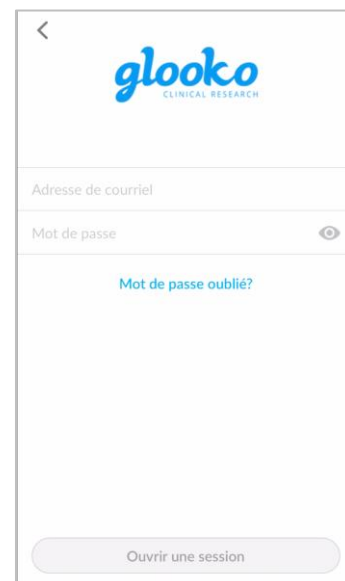 glooko
CLINICAL RESEARCH
Adresse de courriel
Mot de passe
Mot de passe oublié?
Ouvrir une session